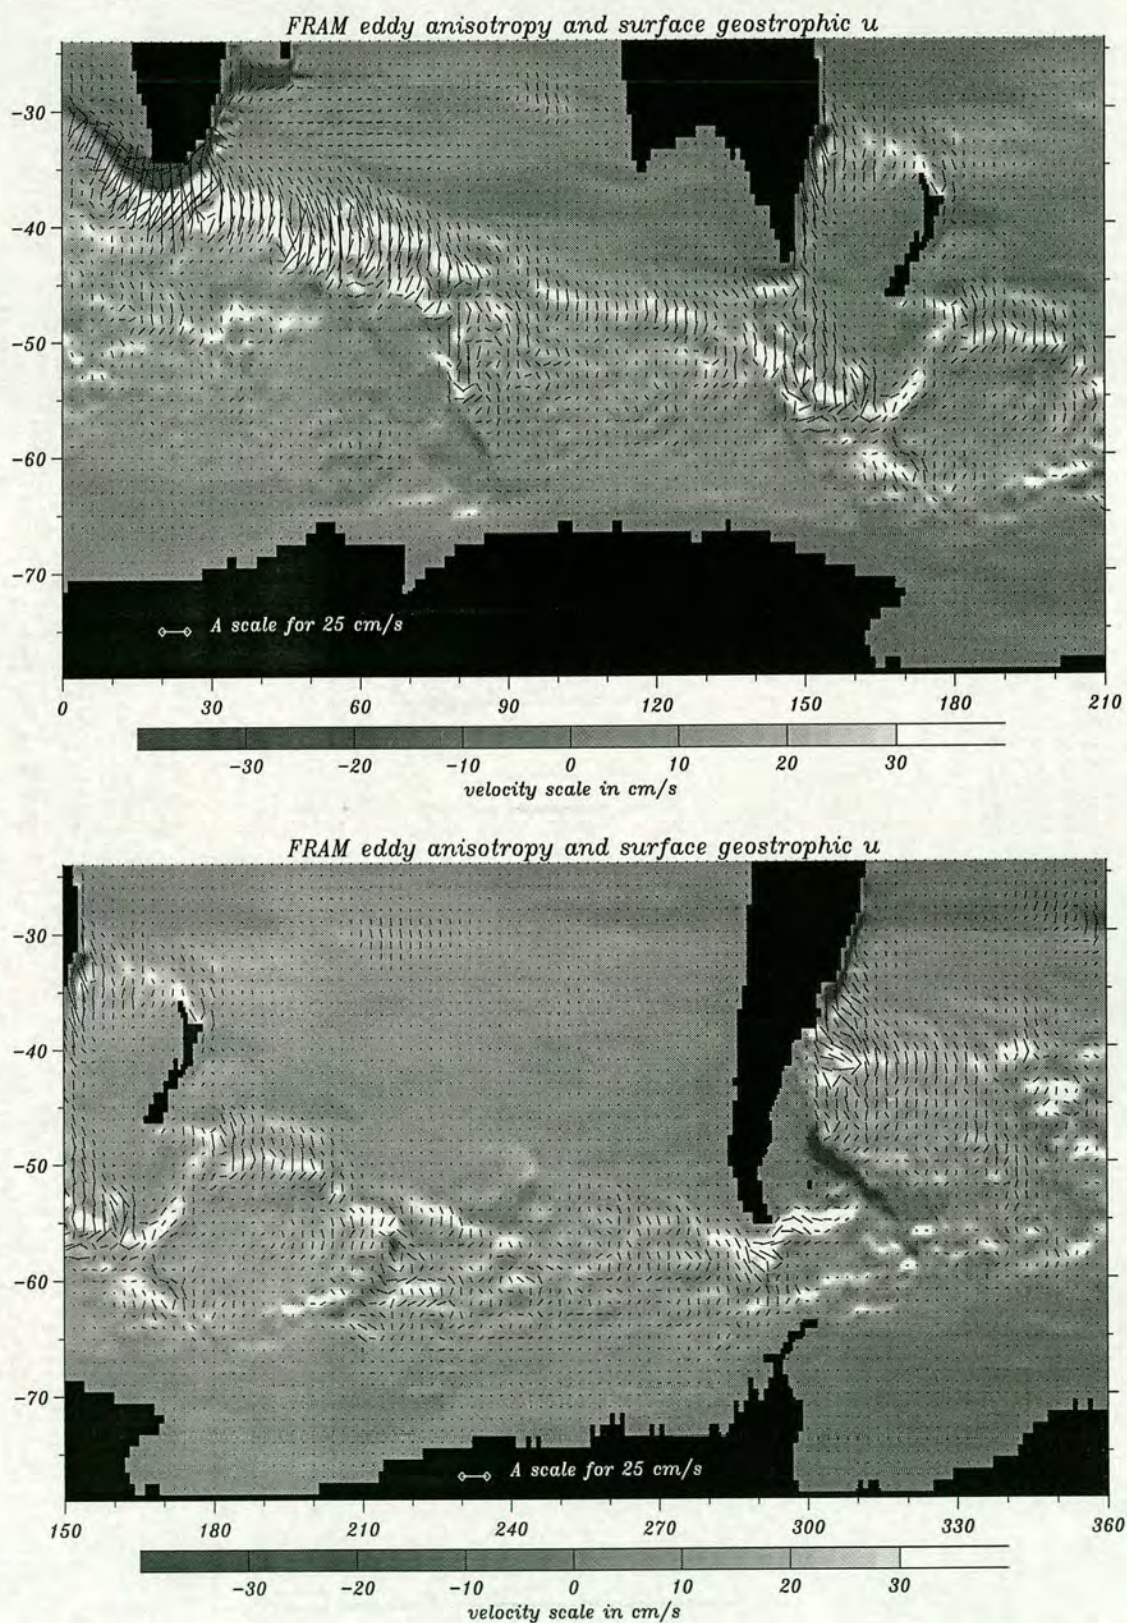 FRAM eddy anisotropy and surface geostrophic u
-30
-40
-50
-60
-70
A scale for 25 cm/s
0 30 60 90 120 150 180 210
-30 -20 -10 0 10 20 30
velocity scale in cm/s
FRAM eddy anisotropy and surface geostrophic u
-30
-40
-50
-60
-70
A scale for 25 cm/s
150 180 210 240 270 300 330 360
-30 -20 -10 0 10 20 30
velocity scale in cm/s